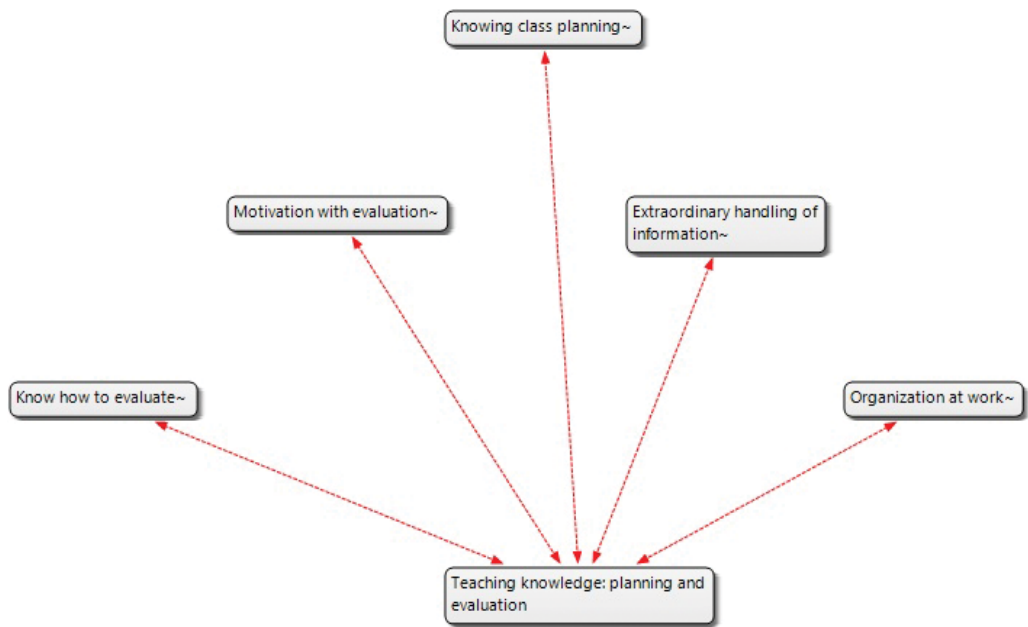 Knowing class planning~
Motivation with evaluation~
Extraordinary handling of
information~
Know how to evaluate~
Organization at work~
Teaching knowledge: planning and
evaluation